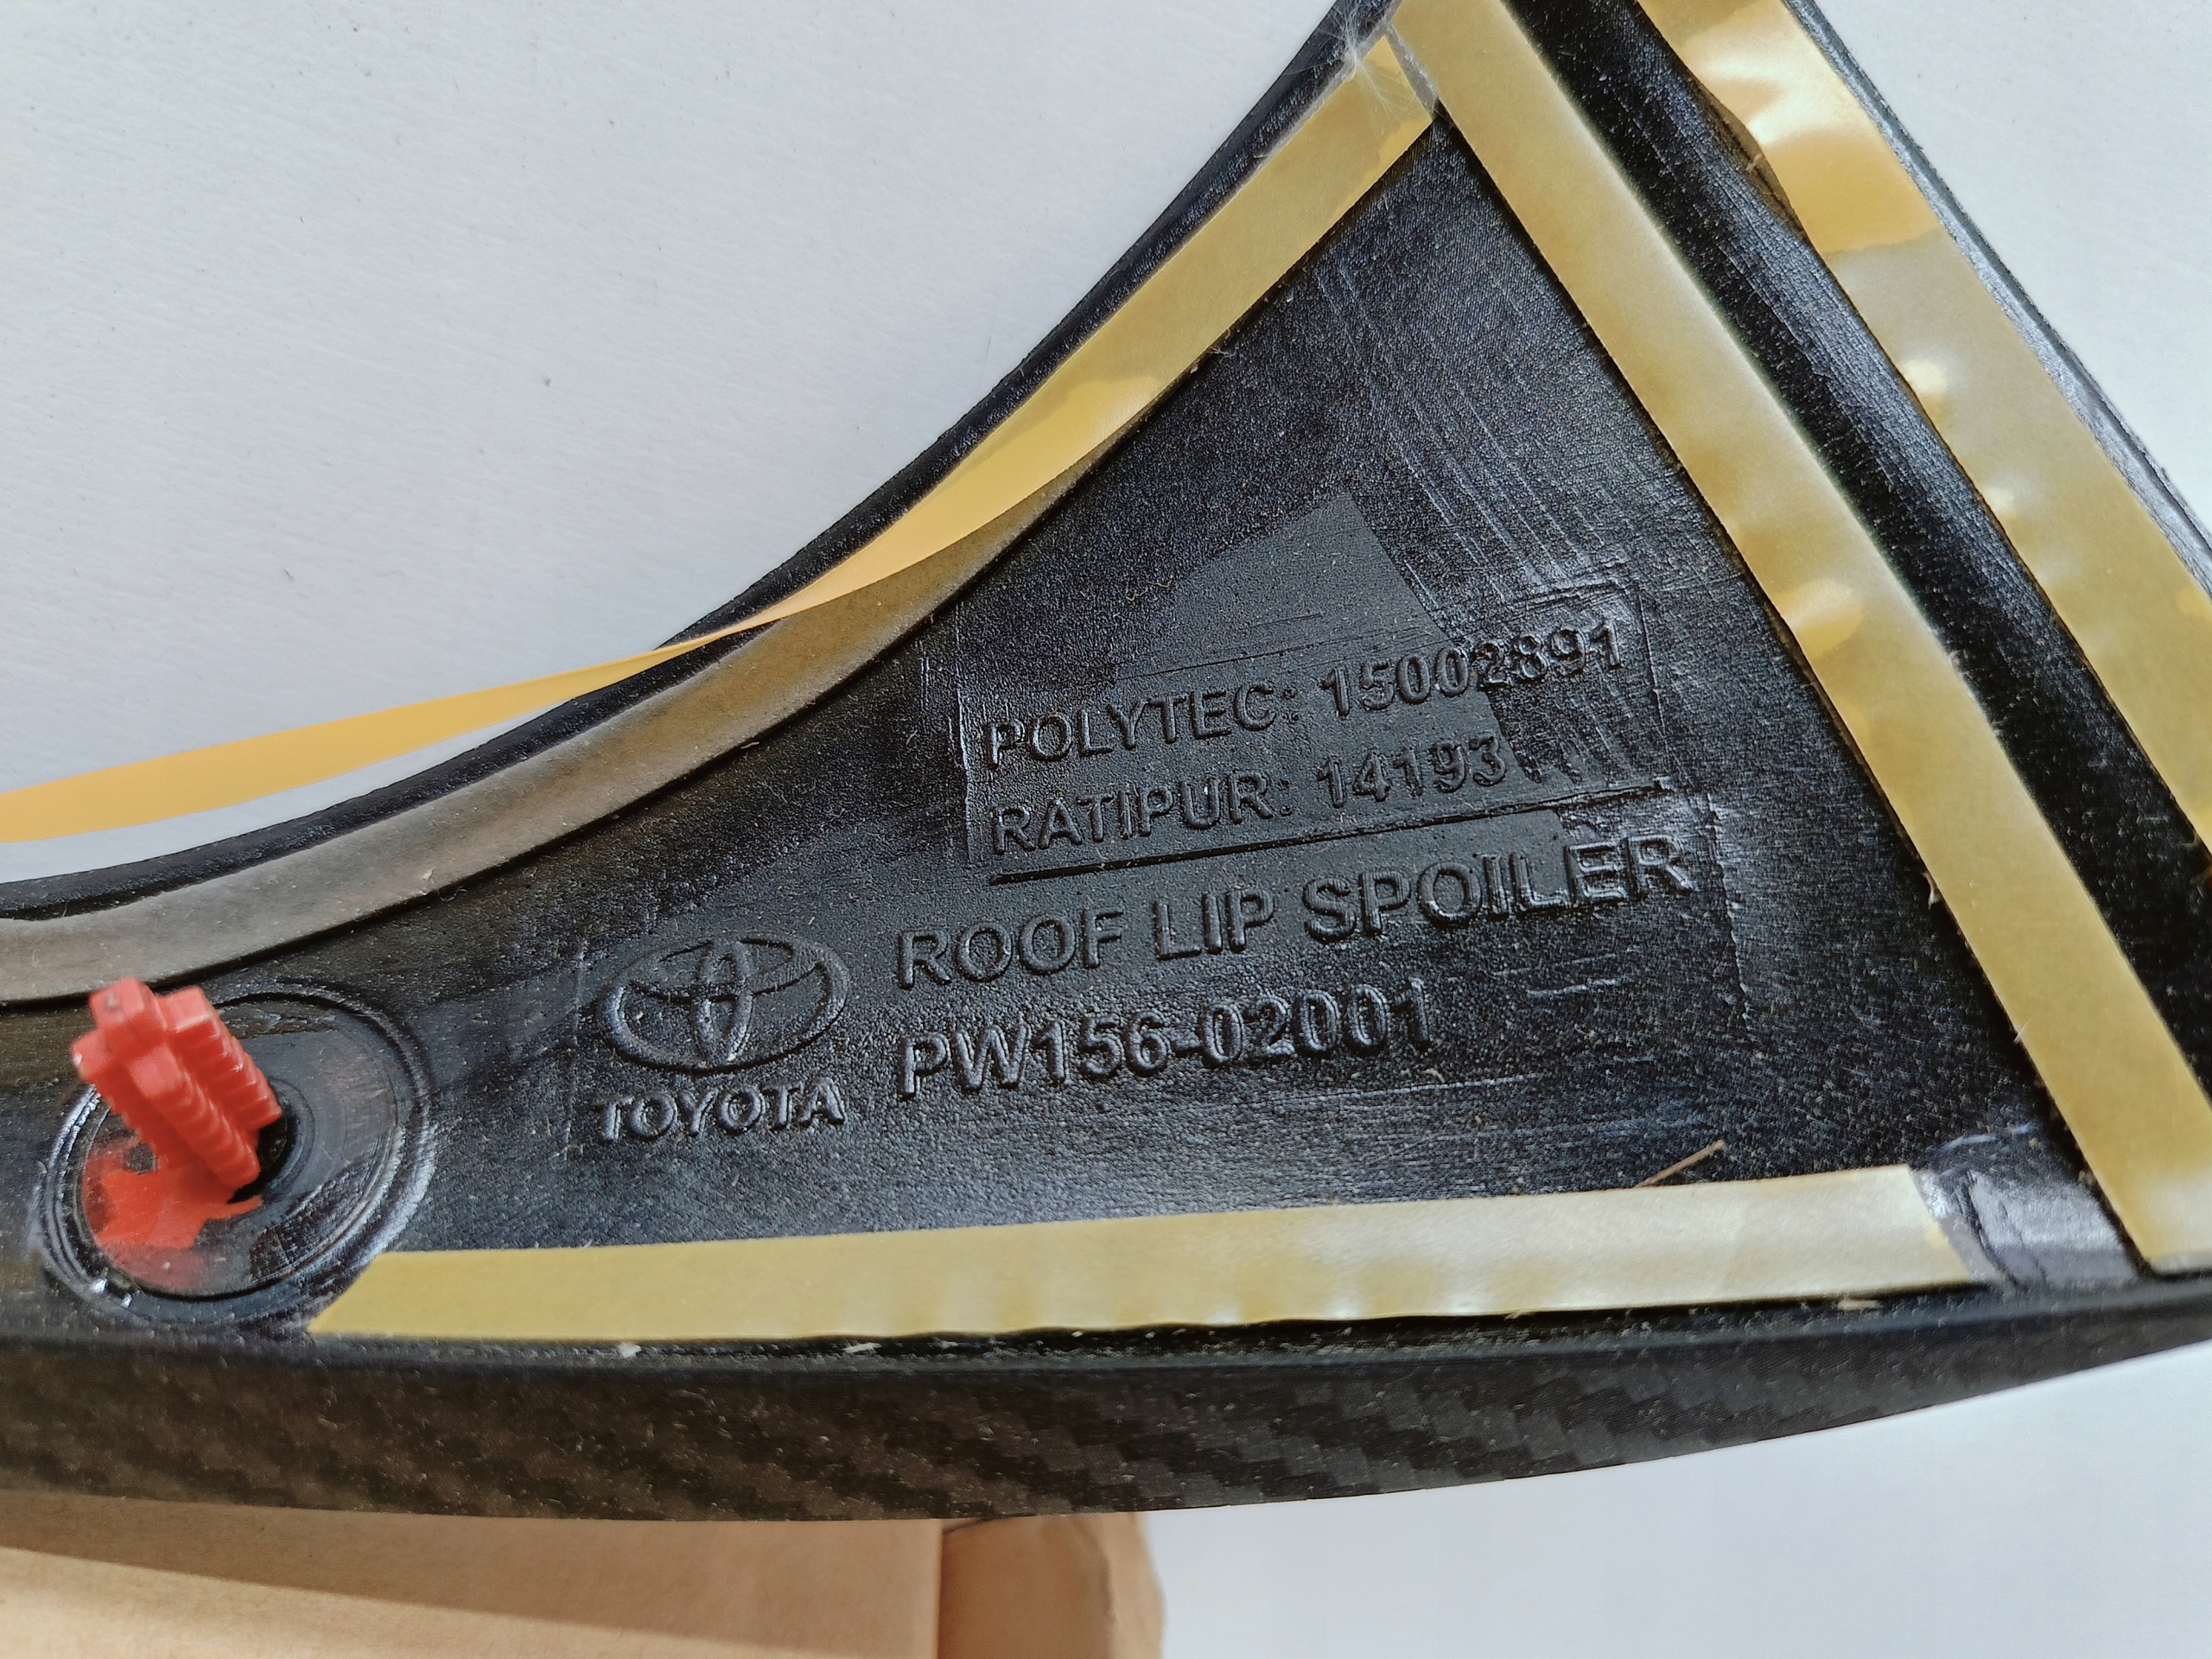 POLYTEC: 15002891
RATIPUR: 14193
ROOF LIP SPOILER
PW156-02001
TOYOTA